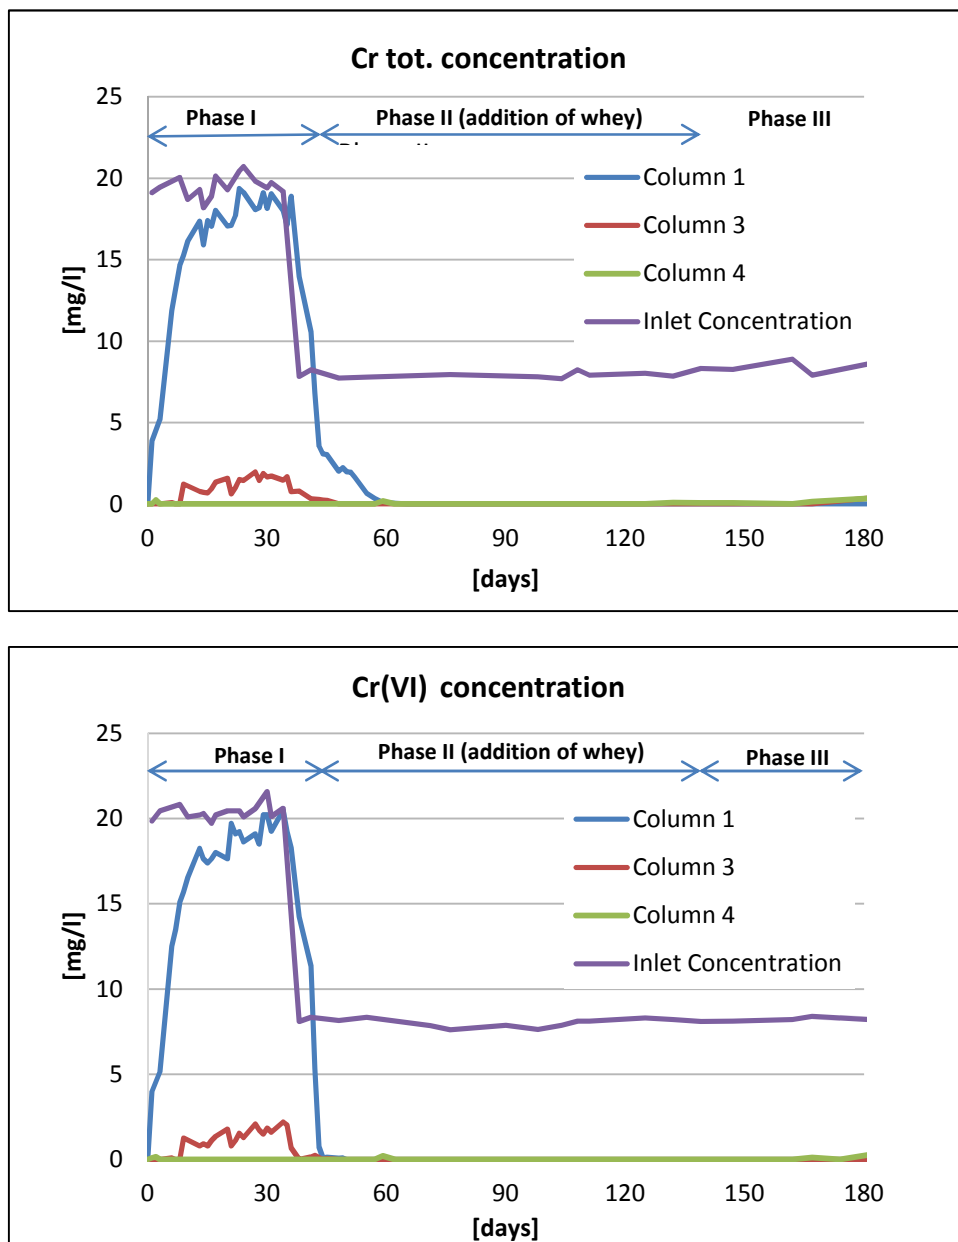 Cr tot. concentration
25
Phase I
Phase II (addition of whey)
Phase III
20
Column 1
Column 3
15
[mg/l]
Column 4
10
Inlet Concentration
5
0
0 30 60 90 120 150 180
[days]
Cr(VI) concentration
25
Phase I
Phase II (addition of whey)
Phase III
20
Column 1
Column 3
15
[mg/l]
Column 4
10
Inlet Concentration
5
0
0 30 60 90 120 150 180
[days]